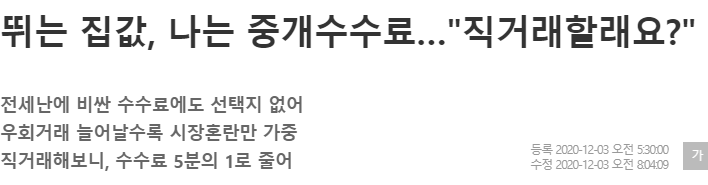 뛰는 집값, 나는 중개수수료…"직거래할래요?"
전세난에 비싼 수수료에도 선택지 없어
우회거래 늘어날수록 시장혼란만 가중
직거래해보니, 수수료 5분의 1로 줄어
등록 2020-12-03 오전 5:30:00
수정 2020-12-03 오전 8:04:09
가